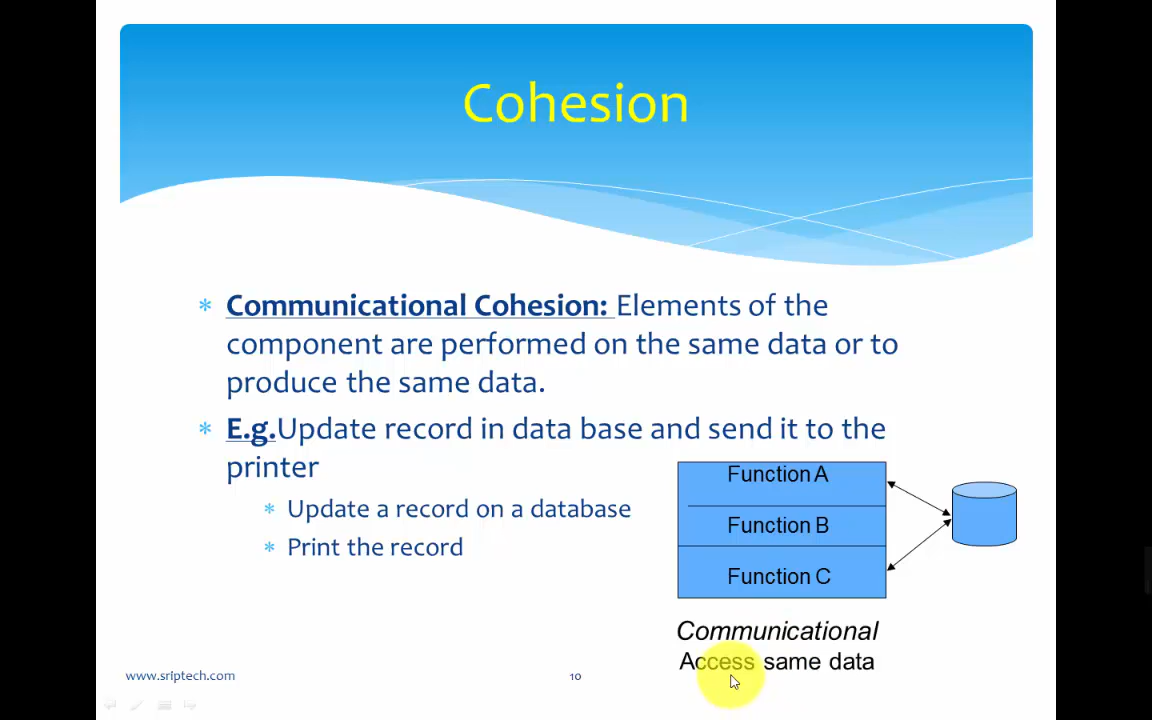 Cohesion
* Communicational Cohesion: Elements of the
component are performed on the same data or to
produce the same data.
* E.g.Update record in data base and send it to the
printer
* Update a record on a database
* Print the record
Function A
Function B
Function C
Communicational
Access same data
www.sriptech.com
10